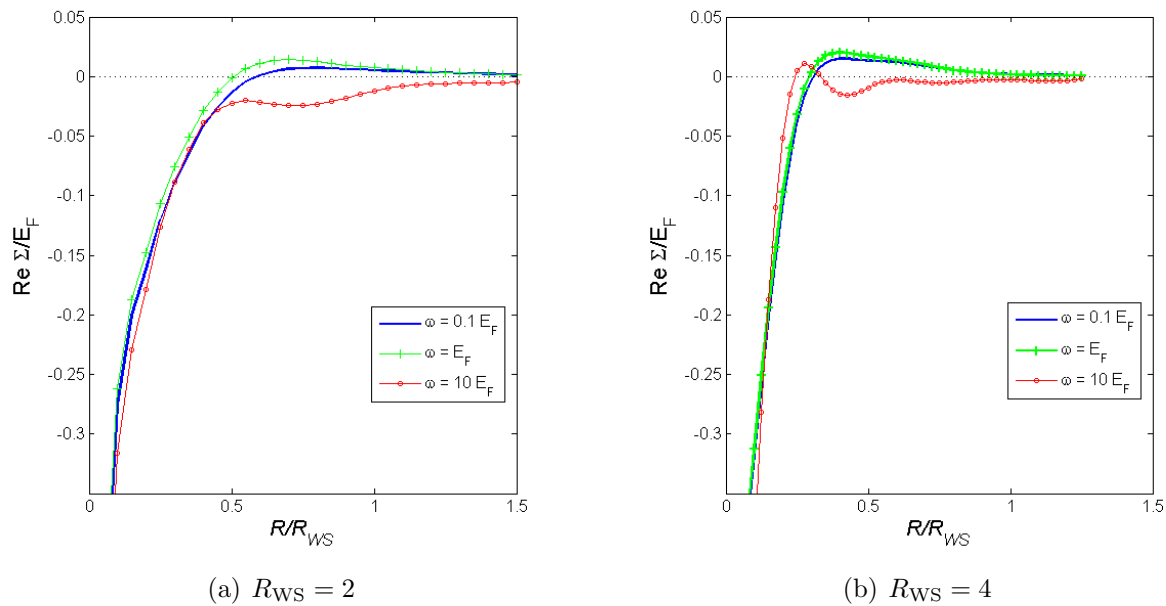 0.05
0
-0.05
-0.1
-0.15
-0.2
-0.25
-0.3
Re Σ/E_F
0 0.5 1 1.5
R/R_WS
ω = 0.1 E_F
ω = E_F
ω = 10 E_F
(a) R_WS = 2
0.05
0
-0.05
-0.1
-0.15
-0.2
-0.25
-0.3
Re Σ/E_F
0 0.5 1 1.5
R/R_WS
ω = 0.1 E_F
ω = E_F
ω = 10 E_F
(b) R_WS = 4